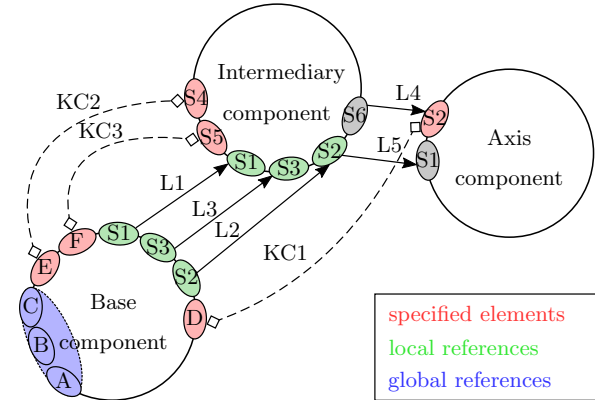 Intermediary
component
S4
S5
S1
S3
S2
S6
L4
L5
S2
S1
Axis
component
KC2
KC3
L1
L3
L2
KC1
F
E
S1
S3
S2
D
C
B
A
Base
component
specified elements
local references
global references